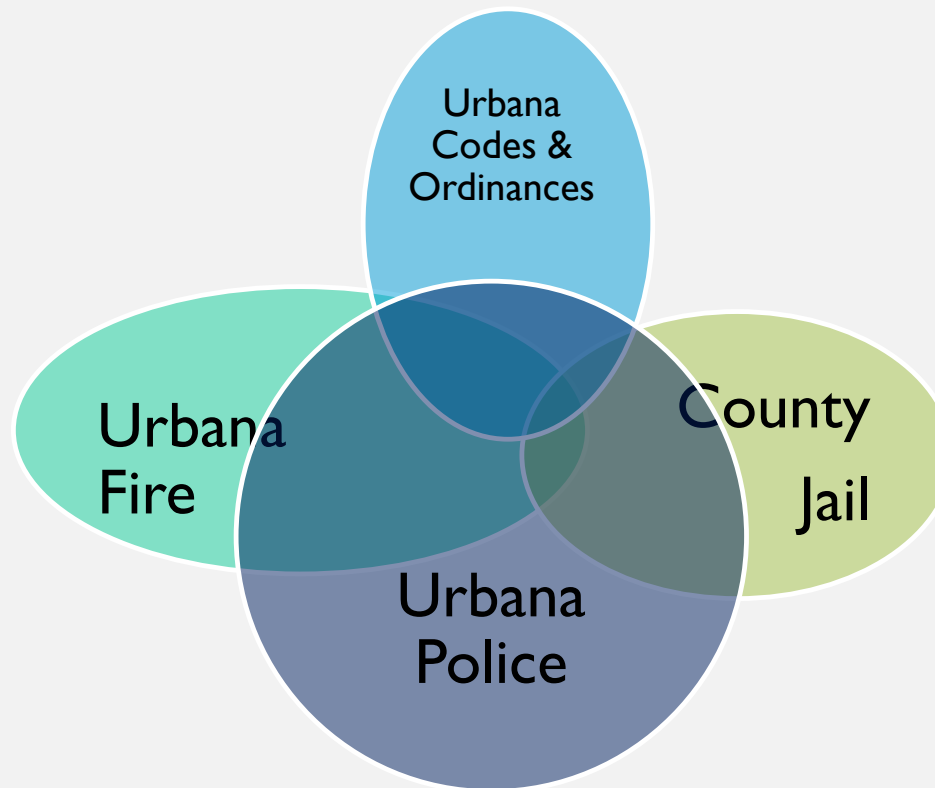 Urbana
Codes &
Ordinances
Urbana
Fire
County
Jail
Urbana
Police